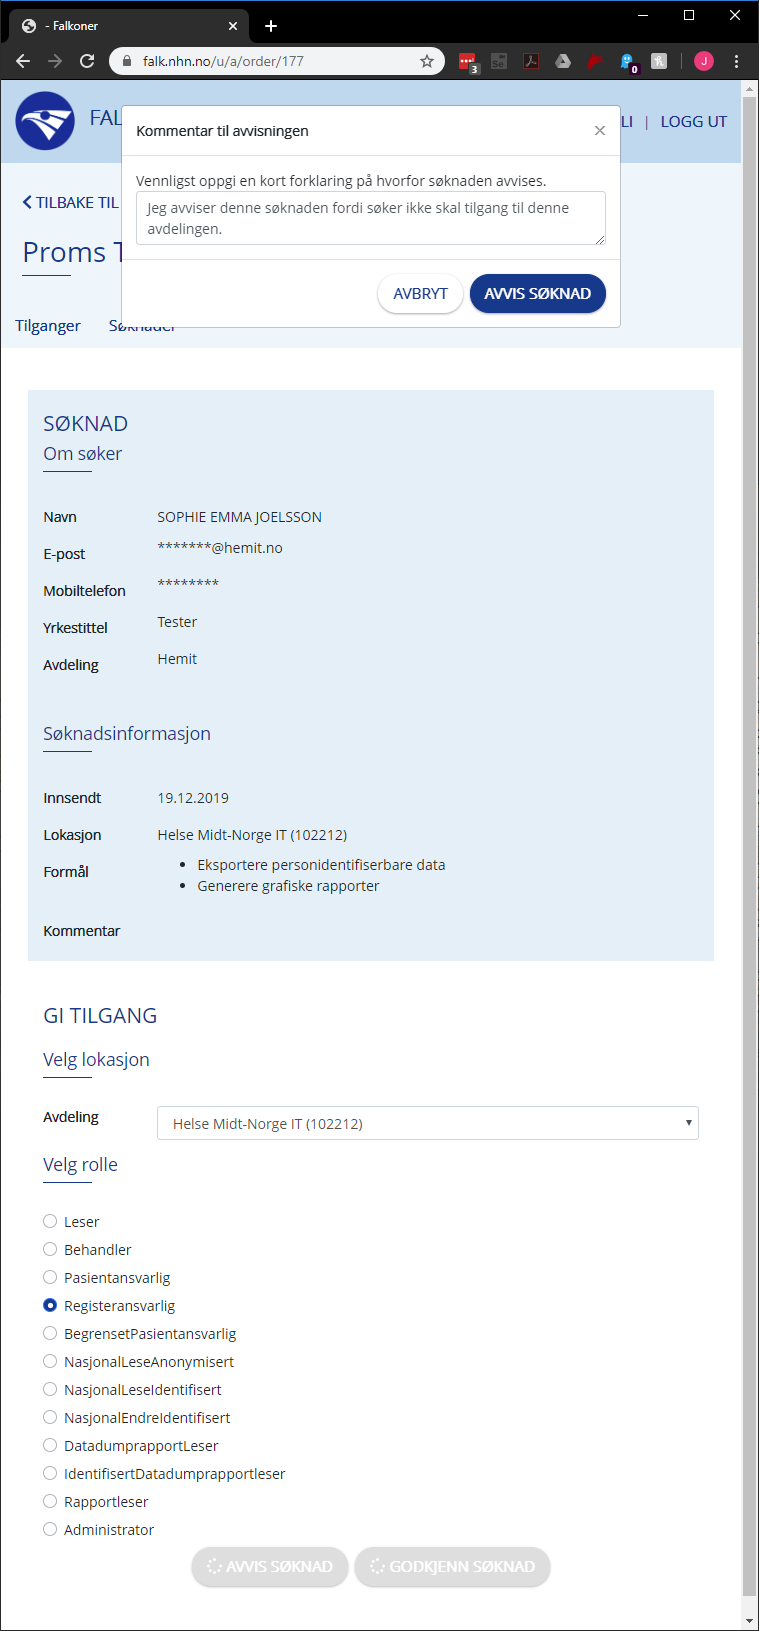 - Falkoner
falk.nhn.no/u/a/order/177
3
0
J
FAL
LI | LOGG UT
Kommentar til avvisningen
Vennligst oppgi en kort forklaring på hvorfor søknaden avvises.
Jeg avviser denne søknaden fordi søker ikke skal tilgang til denne
avdelingen.
AVBRYT AVVIS SØKNAD
TILBAKE TIL
Proms T
Tilganger Søknader
SØKNAD
Om søker
Navn SOPHIE EMMA JOELSSON
E-post *******@hemit.no
Mobiltelefon ********
Yrkestittel Tester
Avdeling Hemit
Søknadsinformasjon
Innsendt 19.12.2019
Lokasjon Helse Midt-Norge IT (102212)
Formål • Eksportere personidentifiserbare data
• Generere grafiske rapporter
Kommentar
GI TILGANG
Velg lokasjon
Avdeling Helse Midt-Norge IT (102212)
Velg rolle
Leser
Behandler
Pasientansvarlig
Registeransvarlig
BegrensetPasientansvarlig
NasjonalLeseAnonymisert
NasjonalLeseIdentifisert
NasjonalEndreIdentifisert
DatadumprapportLeser
IdentifisertDatadumprapportleser
Rapportleser
Administrator
AVVIS SØKNAD GODKJENN SØKNAD